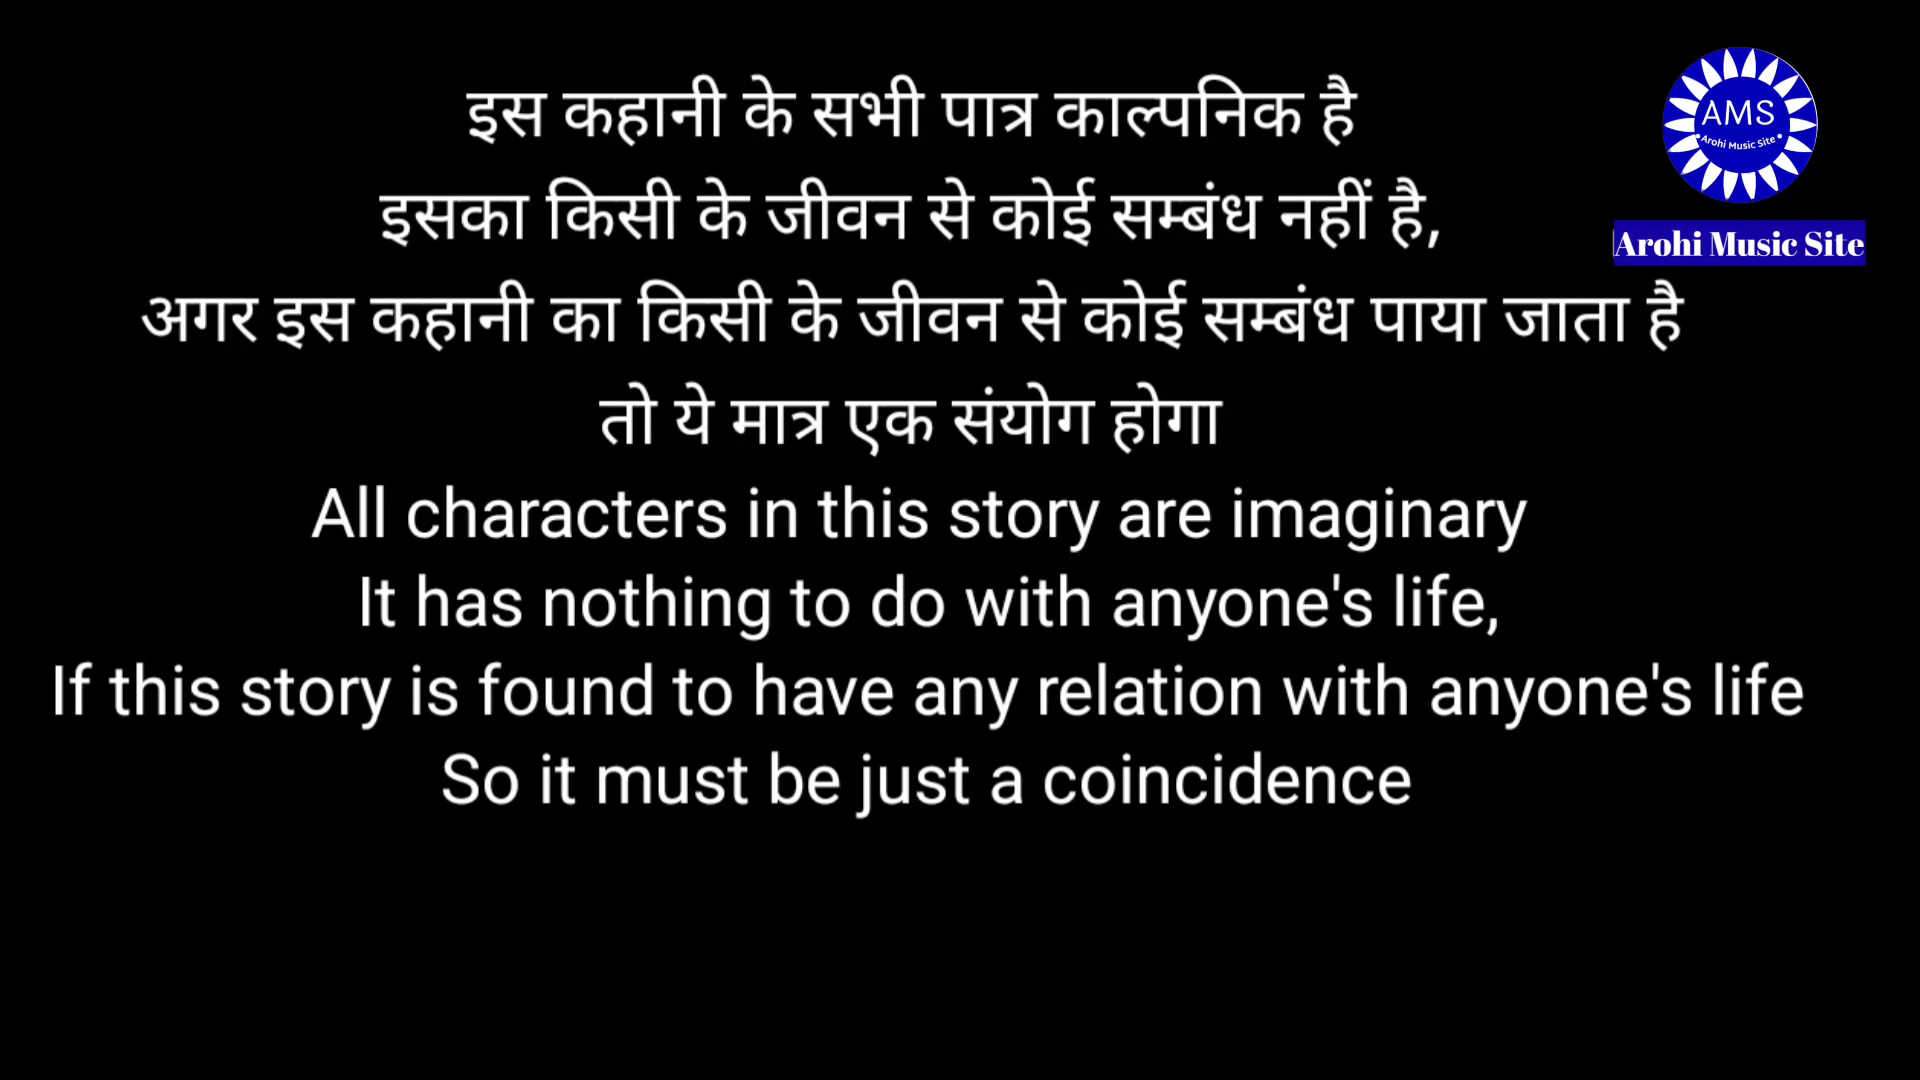 इस कहानी के सभी पात्र काल्पनिक है
इसका किसी के जीवन से कोई सम्बंध नहीं है,
अगर इस कहानी का किसी के जीवन से कोई सम्बंध पाया जाता है
तो ये मात्र एक संयोग होगा
All characters in this story are imaginary
It has nothing to do with anyone's life,
If this story is found to have any relation with anyone's life
So it must be just a coincidence
AMS
•Arohi Music Site•
Arohi Music Site